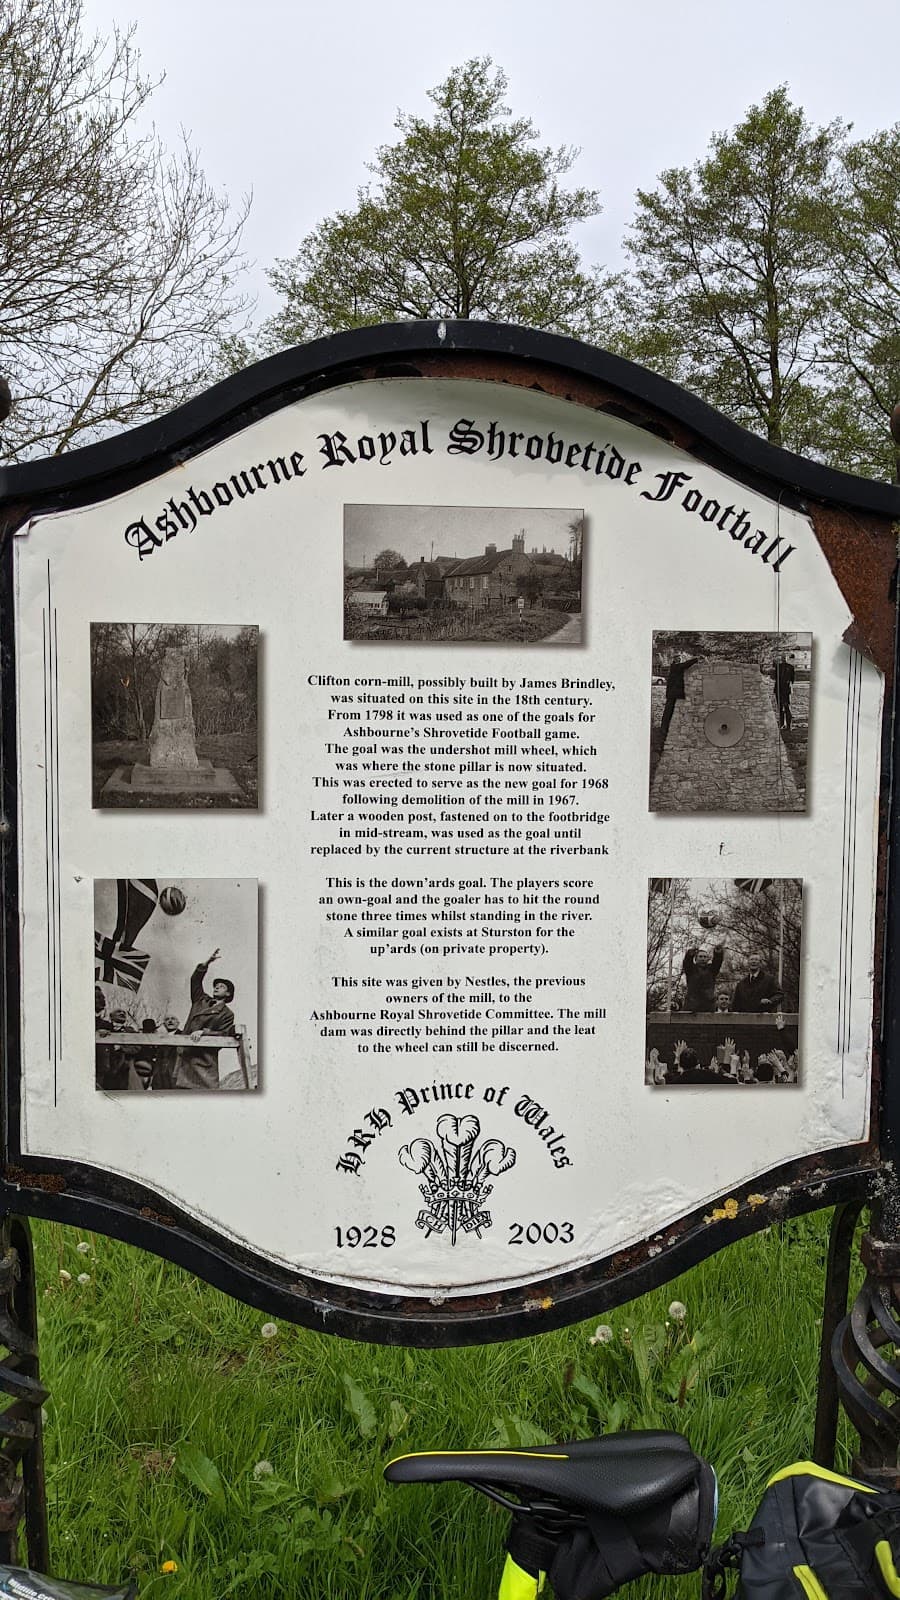 Ashbourne Royal Shrovetide Football
Clifton corn-mill, possibly built by James Brindley,
was situated on this site in the 18th century.
From 1798 it was used as one of the goals for
Ashbourne's Shrovetide Football game.
The goal was the undershot mill wheel, which
was where the stone pillar is now situated.
This was erected to serve as the new goal for 1968
following demolition of the mill in 1967.
Later a wooden post, fastened on to the footbridge
in mid-stream, was used as the goal until
replaced by the current structure at the riverbank
This is the down'ards goal. The players score
an own-goal and the goaler has to hit the round
stone three times whilst standing in the river.
A similar goal exists at Sturston for the
up'ards (on private property).
This site was given by Nestles, the previous
owners of the mill, to the
Ashbourne Royal Shrovetide Committee. The mill
dam was directly behind the pillar and the leat
to the wheel can still be discerned.
HRH Prince of Wales
1928 2003